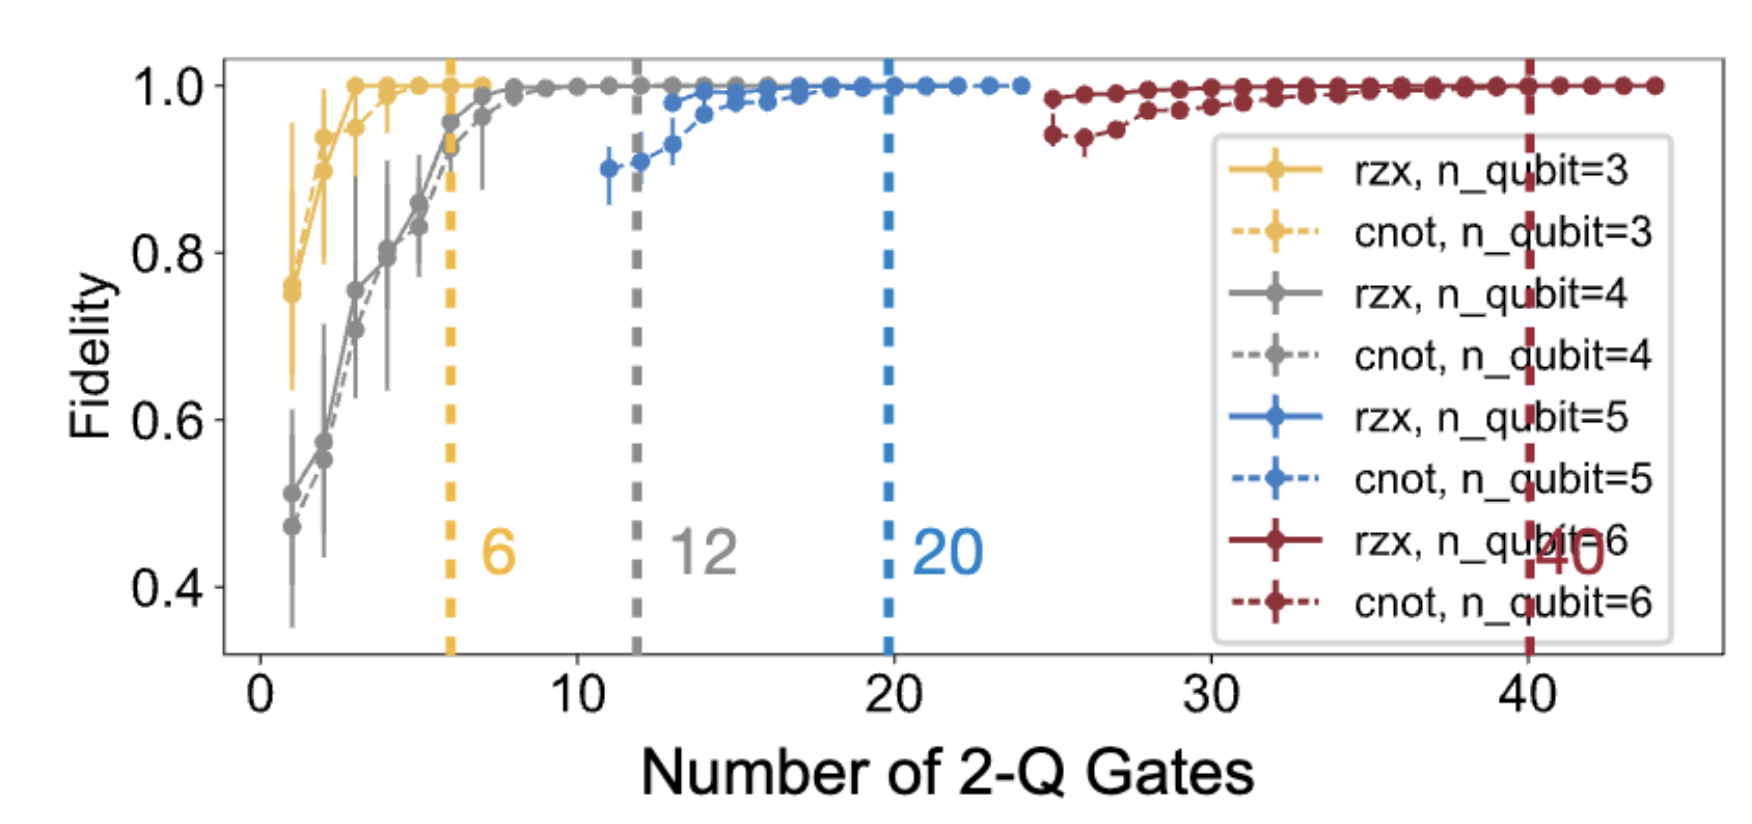 1.0
0.8
0.6
0.4
Fidelity
rzx, n_qubit=3
cnot, n_qubit=3
rzx, n_qubit=4
cnot, n_qubit=4
rzx, n_qubit=5
cnot, n_qubit=5
rzx, n_qubit=6
cnot, n_qubit=6
6
12
20
40
0 10 20 30 40
Number of 2-Q Gates